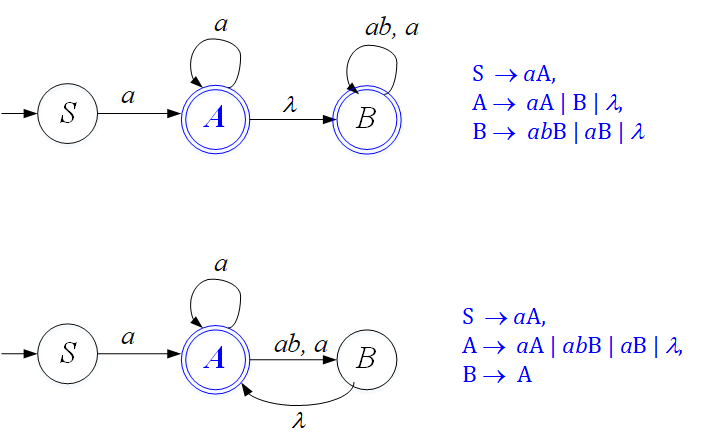 a
ab, a
S
a
A
λ
B
S → aA,
A → aA | B | λ,
B → abB | aB | λ
a
S
a
A
ab, a
B
λ
S → aA,
A → aA | abB | aB | λ,
B → A